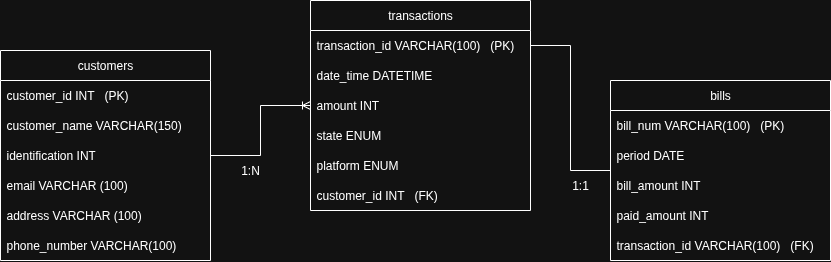 customers
customer_id INT (PK)
customer_name VARCHAR(150)
identification INT
email VARCHAR (100)
address VARCHAR (100)
phone_number VARCHAR(100)
1:N
transactions
transaction_id VARCHAR(100) (PK)
date_time DATETIME
amount INT
state ENUM
platform ENUM
customer_id INT (FK)
1:1
bills
bill_num VARCHAR(100) (PK)
period DATE
bill_amount INT
paid_amount INT
transaction_id VARCHAR(100) (FK)